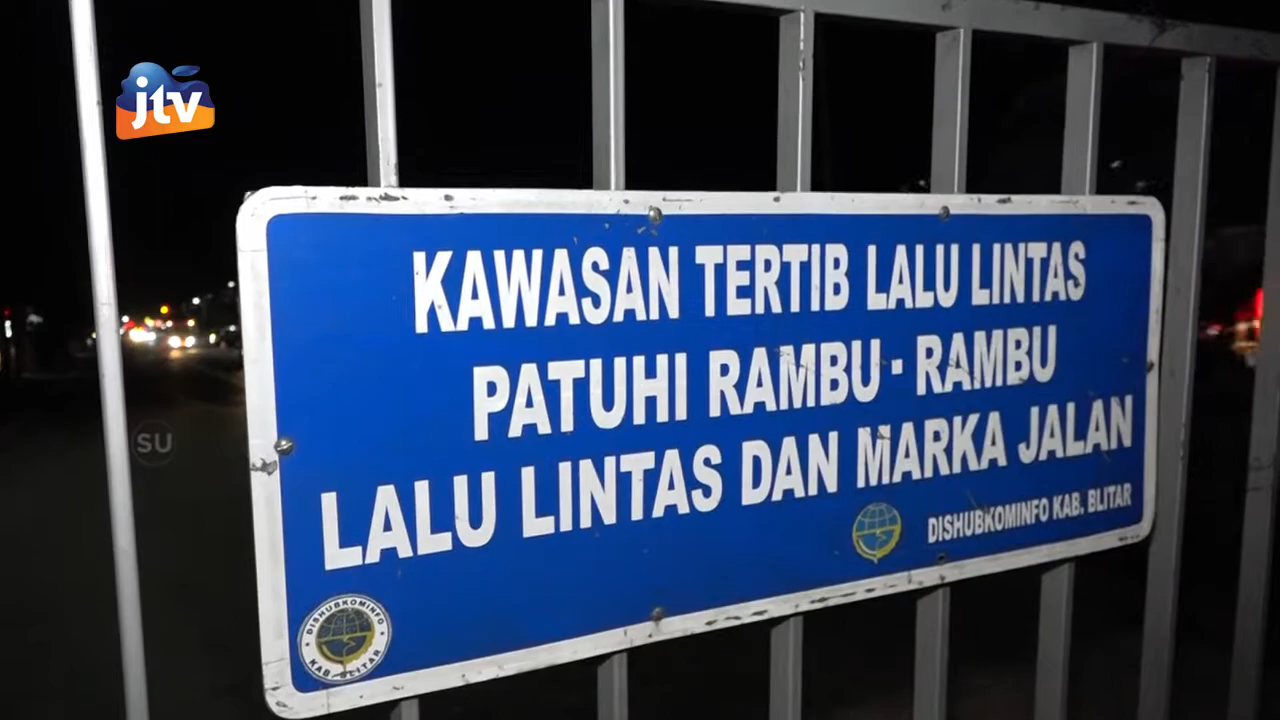 jtv
SU
KAWASAN TERTIB LALU LINTAS
PATUHI RAMBU - RAMBU
LALU LINTAS DAN MARKA JALAN
DISHUBKOMINFO KAB. BLITAR
DISHUBKOMINFO
KAB. BLITAR